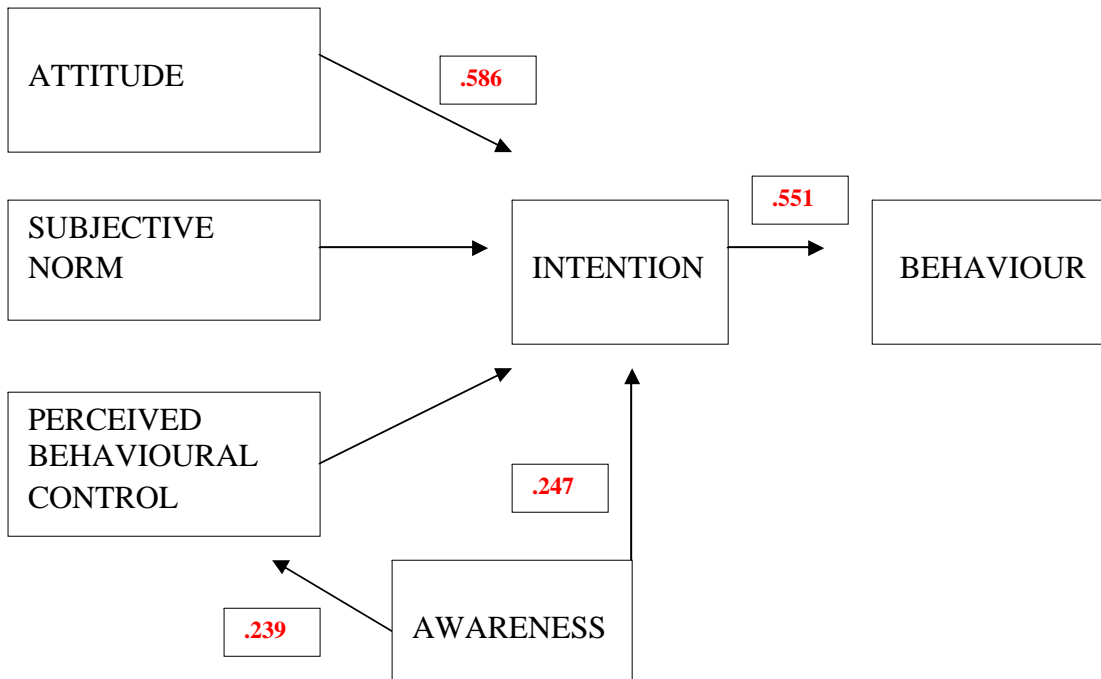 ATTITUDE
.586
.551
SUBJECTIVE
NORM
INTENTION
BEHAVIOUR
PERCEIVED
BEHAVIOURAL
CONTROL
.247
.239
AWARENESS